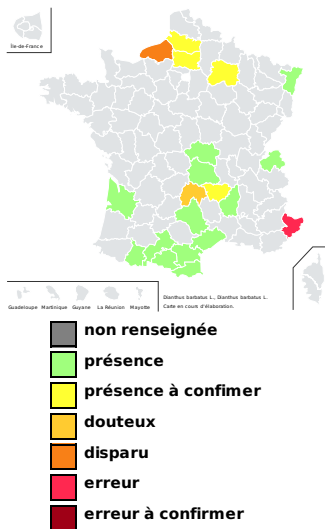 Île-de-France
Guadeloupe Martinique Guyane La Réunion Mayotte
Dianthus barbatus L., Dianthus barbatus L.
Carte en cours d'élaboration.
non renseignée
présence
présence à confimer
douteux
disparu
erreur
erreur à confirmer